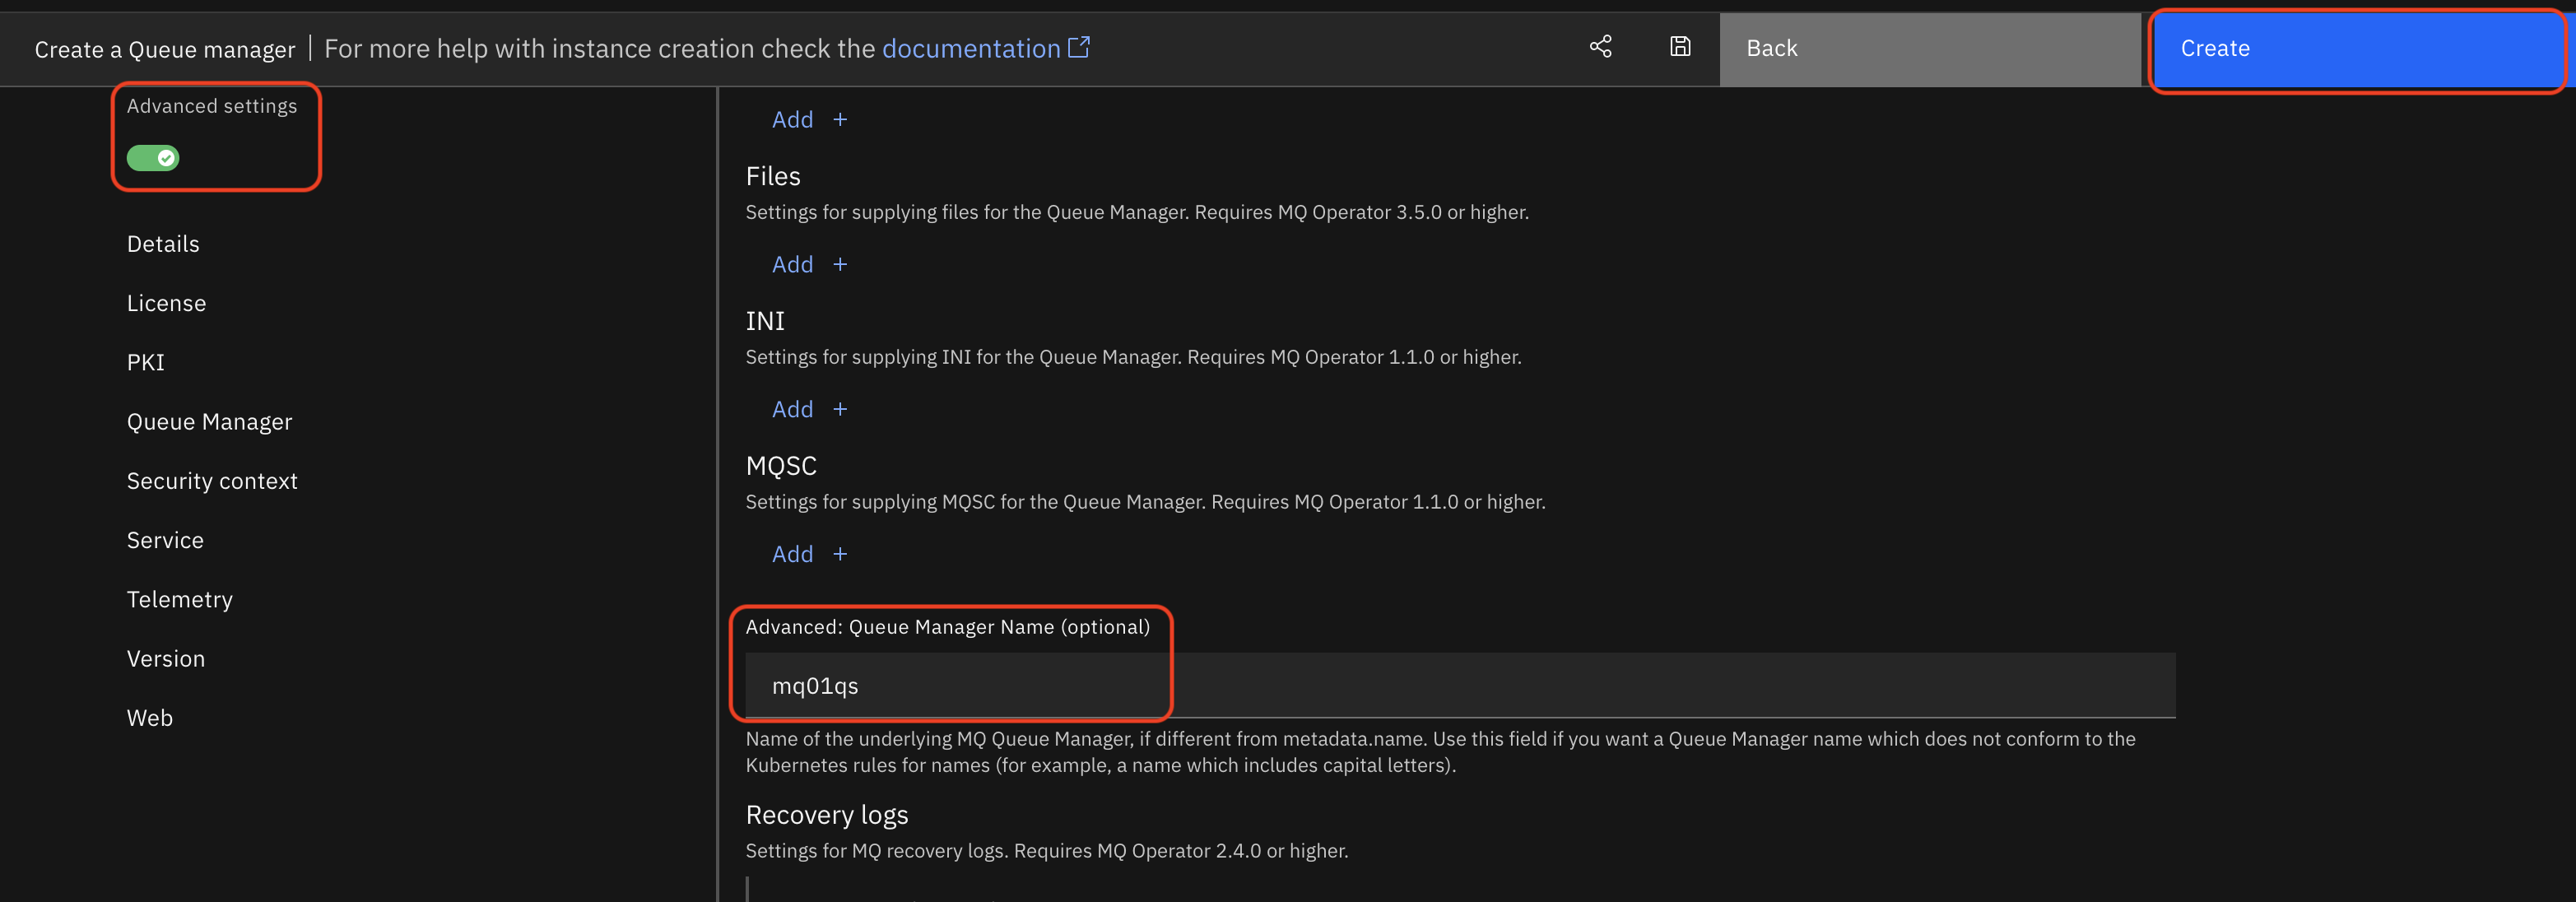 Create a Queue manager | For more help with instance creation check the documentation
Back
Create
Advanced settings
Details
License
PKI
Queue Manager
Security context
Service
Telemetry
Version
Web
Add +
Files
Settings for supplying files for the Queue Manager. Requires MQ Operator 3.5.0 or higher.
Add +
INI
Settings for supplying INI for the Queue Manager. Requires MQ Operator 1.1.0 or higher.
Add +
MQSC
Settings for supplying MQSC for the Queue Manager. Requires MQ Operator 1.1.0 or higher.
Add +
Advanced: Queue Manager Name (optional)
mq01qs
Name of the underlying MQ Queue Manager, if different from metadata.name. Use this field if you want a Queue Manager name which does not conform to the
Kubernetes rules for names (for example, a name which includes capital letters).
Recovery logs
Settings for MQ recovery logs. Requires MQ Operator 2.4.0 or higher.